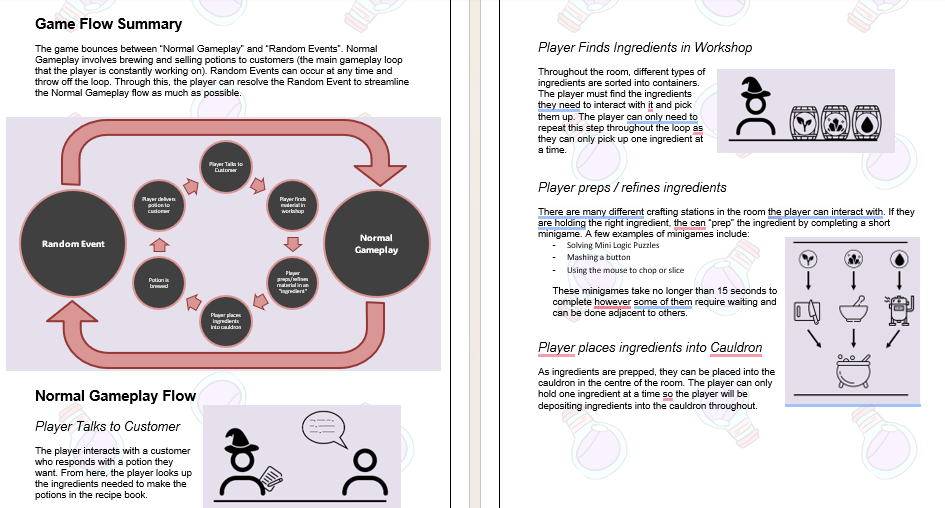 Game Flow Summary
The game bounces between “Normal Gameplay” and “Random Events”. Normal
Gameplay involves brewing and selling potions to customers (the main gameplay loop
that the player is constantly working on). Random Events can occur at any time and
throw off the loop. Through this, the player can resolve the Random Event to streamline
the Normal Gameplay flow as much as possible.
Random Event
Player Talks to
Customer
Player finds
material in
workshop
Player
preps/refines
material in an
"ingredient"
Player places
ingredients
into cauldron
Potion is
brewed
Player delivers
potion to
customer
Normal
Gameplay
Normal Gameplay Flow
Player Talks to Customer
The player interacts with a customer
who responds with a potion they
want. From here, the player looks up
the ingredients needed to make the
potions in the recipe book.
Player Finds Ingredients in Workshop
Throughout the room, different types of
ingredients are sorted into containers.
The player must find the ingredients
they need to interact with it and pick
them up. The player can only need to
repeat this step throughout the loop as
they can only pick up one ingredient at
a time.
Player preps / refines ingredients
There are many different crafting stations in the room the player can interact with. If they
are holding the right ingredient, the can “prep” the ingredient by completing a short
minigame. A few examples of minigames include:
- Solving Mini Logic Puzzles
- Mashing a button
- Using the mouse to chop or slice
These minigames take no longer than 15 seconds to
complete however some of them require waiting and
can be done adjacent to others.
Player places ingredients into Cauldron
As ingredients are prepped, they can be placed into the
cauldron in the centre of the room. The player can only
hold one ingredient at a time so the player will be
depositing ingredients into the cauldron throughout.